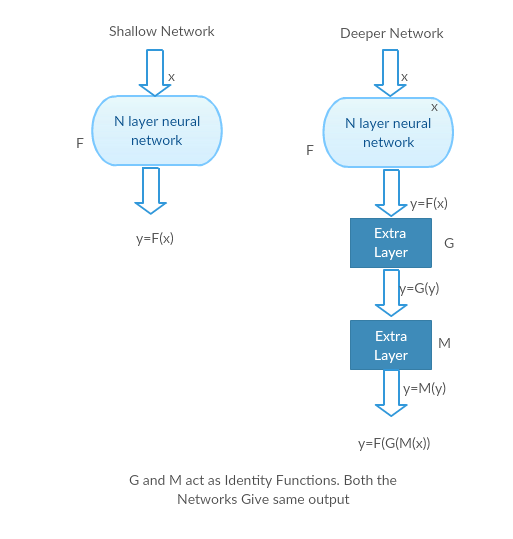 Shallow Network
x
N layer neural
network
F
y=F(x)
Deeper Network
x
x
N layer neural
network
F
y=F(x)
Extra
Layer
G
y=G(y)
Extra
Layer
M
y=M(y)
y=F(G(M(x))
G and M act as Identity Functions. Both the
Networks Give same output